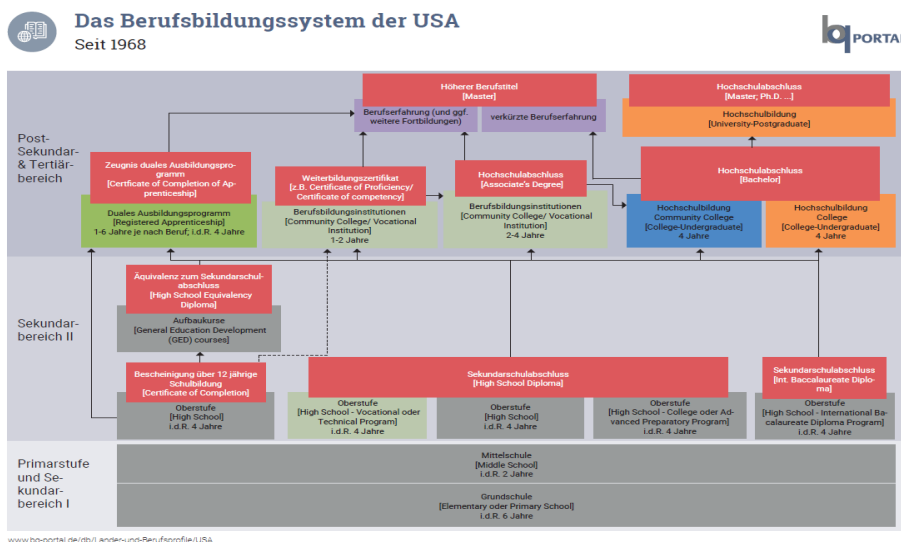 Das Berufsbildungssystem der USA
Seit 1968
bq PORTAL
Post-
Sekundar-
& Tertiär-
bereich
Höherer Berufstitel
[Master]
Berufserfahrung (und ggf.
weitere Fortbildungen)
verkürze Berufserfahrung
Hochschulabschluss
[Master; Ph.D. ...]
Hochschulbildung
[University-Postgraduate]
Zeugnis duales Ausbildungspro-
gramm
[Certficate of Completion of Ap-
prenticeship]
Duales Ausbildungsprogramm
[Registered Apprenticeship]
1-6 Jahre je nach Beruf; i.d.R. 4 Jahre
Weiterbildungszertifikat
[z.B. Certificate of Proficiency/
Certificate of competency]
Berufsbildungsinstitutionen
[Community College/ Vocational
Institution]
1-2 Jahre
Hochschulabschluss
[Associate's Degree]
Berufsbildungsinstitutionen
[Community College/ Vocational
Institution]
2-4 Jahre
Hochschulabschluss
[Bachelor]
Hochschulbildung
Community College
[College-Undergraduate]
4 Jahre
Hochschulbildung
College
[College-Undergraduate]
4 Jahre
Sekundar-
bereich II
Äquivalenz zum Sekundarschul-
abschluss
[High School Equivalency
Diploma]
Aufbaukurse
[General Education Development
(GED) courses]
Bescheinigung über 12 jährige
Schulbildung
[Certificate of Completion]
Oberstufe
[High School]
i.d.R. 4 Jahre
Sekundarschulabschluss
[High School Diploma]
Oberstufe
[High School - Vocational oder
Technical Program]
i.d.R. 4 Jahre
Oberstufe
[High School]
i.d.R. 4 Jahre
Oberstufe
[High School - College oder Ad-
vanced Preparatory Program]
i.d.R. 4 Jahre
Sekundarschulabschluss
[Int. Baccalaureate Diplo-
ma]
Oberstufe
[High School - International Ba-
calaureate Diploma Program]
i.d.R. 4 Jahre
Primarstufe
und Se-
kundar-
bereich I
Mittelschule
[Middle School]
i.d.R. 2 Jahre
Grundschule
[Elementary oder Primary School]
i.d.R. 6 Jahre
www.bq-portal.de/db/Länder-und-Berufsprofile/USA